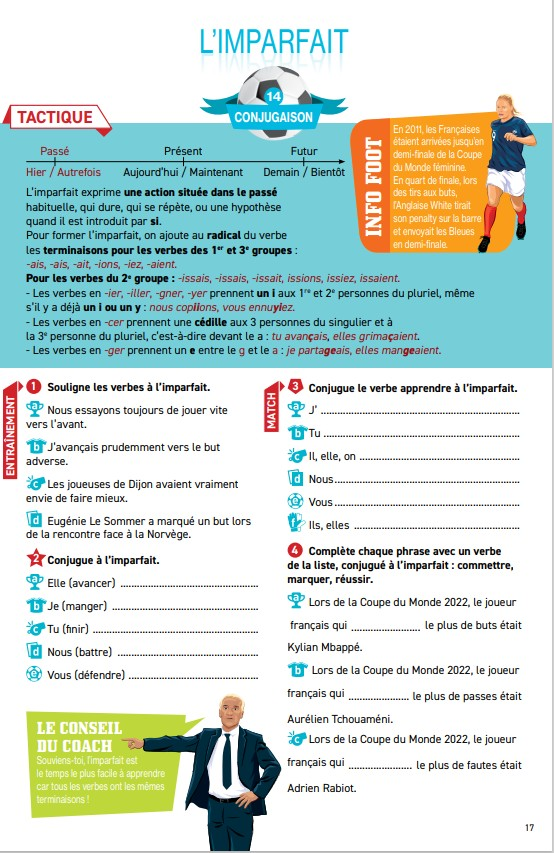 L'IMPARFAIT
14
CONJUGAISON
TACTIQUE
Passé Présent Futur
Hier / Autrefois Aujourd'hui / Maintenant Demain / Bientôt
L'imparfait exprime une action située dans le passé
habituelle, qui dure, qui se répète, ou une hypothèse
quand il est introduit par si.
Pour former l'imparfait, on ajoute au radical du verbe
les terminaisons pour les verbes des 1er et 3e groupes :
-ais, -ais, -ait, -ions, -iez, -aient.
Pour les verbes du 2e groupe : -issais, -issais, -issait, issions, issiez, issaient.
- Les verbes en -ier, -iller, -gner, -yer prennent un i aux 1re et 2e personnes du pluriel, même
s'il y a déjà un i ou un y : nous copiions, vous ennuyiez.
- Les verbes en -cer prennent une cédille aux 3 personnes du singulier et à
la 3e personne du pluriel, c'est-à-dire devant le a : tu avançais, elles grimaçaient.
- Les verbes en -ger prennent un e entre le g et le a : je partageais, elles mangeaient.
INFO FOOT
En 2011, les Françaises
étaient arrivées jusqu'en
demi-finale de la Coupe
du Monde féminine.
En quart de finale, lors
des tirs aux buts,
l'Anglaise White tirait
son penalty sur la barre
et envoyait les Bleues
en demi-finale.
ENTRAÎNEMENT
1 Souligne les verbes à l'imparfait.
a Nous essayons toujours de jouer vite
vers l'avant.
b J'avançais prudemment vers le but
adverse.
c Les joueuses de Dijon avaient vraiment
envie de faire mieux.
d Eugénie Le Sommer a marqué un but lors
de la rencontre face à la Norvège.
2 Conjugue à l'imparfait.
a Elle (avancer) ..........................................
b Je (manger) ............................................
c Tu (finir) ..................................................
d Nous (battre) ..........................................
e Vous (défendre) ......................................
LE CONSEIL
DU COACH
Souviens-toi, l'imparfait est
le temps le plus facile à apprendre
car tous les verbes ont les mêmes
terminaisons !
MATCH
3 Conjugue le verbe apprendre à l'imparfait.
a J' ............................................................
b Tu ...........................................................
c Il, elle, on ................................................
d Nous........................................................
e Vous........................................................
f Ils, elles ..................................................
4 Complète chaque phrase avec un verbe
de la liste, conjugué à l'imparfait : commettre,
marquer, réussir.
a Lors de la Coupe du Monde 2022, le joueur
français qui ...................... le plus de buts était
Kylian Mbappé.
b Lors de la Coupe du Monde 2022, le joueur
français qui .................... le plus de passes était
Aurélien Tchouaméni.
c Lors de la Coupe du Monde 2022, le joueur
français qui .................... le plus de fautes était
Adrien Rabiot.
17